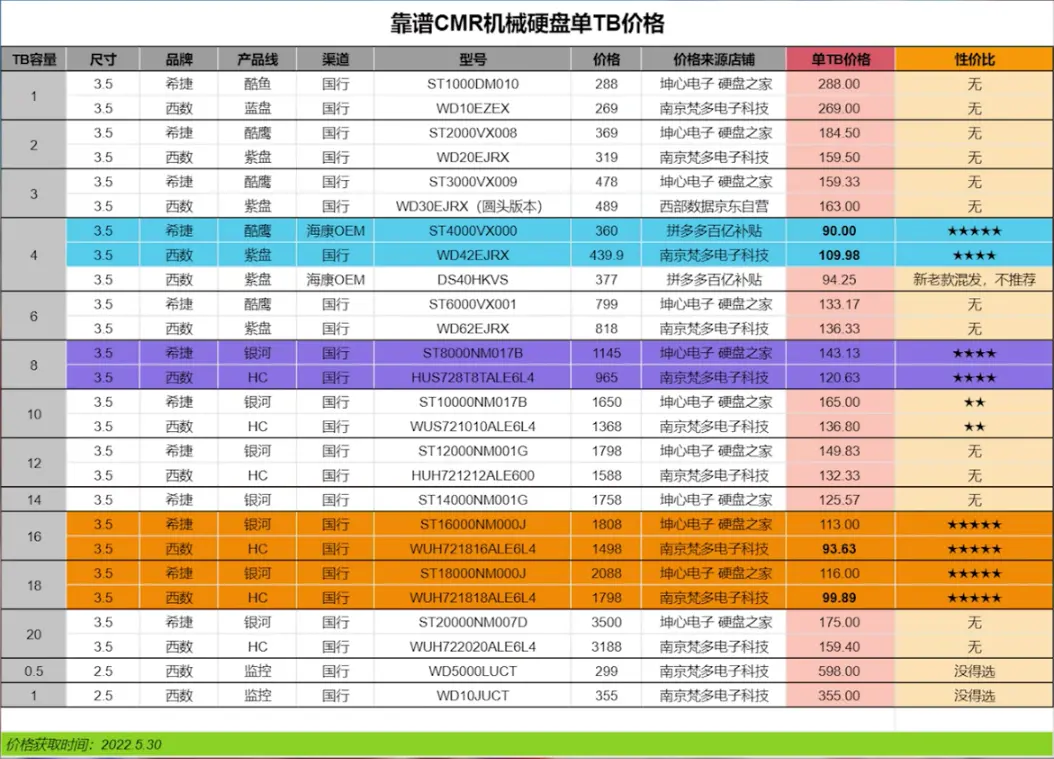 靠谱CMR机械硬盘单TB价格
TB容量 尺寸 品牌 产品线 渠道 型号 价格 价格来源店铺 单TB价格 性价比
1 3.5 希捷 酷鱼 国行 ST1000DM010 288 坤心电子 硬盘之家 288.00 无
3.5 西数 蓝盘 国行 WD10EZEX 269 南京梵多电子科技 269.00 无
2 3.5 希捷 酷鹰 国行 ST2000VX008 369 坤心电子 硬盘之家 184.50 无
3.5 西数 紫盘 国行 WD20EJRX 319 南京梵多电子科技 159.50 无
3 3.5 希捷 酷鹰 国行 ST3000VX009 478 坤心电子 硬盘之家 159.33 无
3.5 西数 紫盘 国行 WD30EJRX（圆头版本） 489 西部数据京东自营 163.00 无
4 3.5 希捷 酷鹰 海康OEM ST4000VX000 360 拼多多百亿补贴 90.00 ★★★★★
3.5 西数 紫盘 国行 WD42EJRX 439.9 南京梵多电子科技 109.98 ★★★★
3.5 西数 紫盘 海康OEM DS40HKVS 377 拼多多百亿补贴 94.25 新老款混发，不推荐
6 3.5 希捷 酷鹰 国行 ST6000VX001 799 坤心电子 硬盘之家 133.17 无
3.5 西数 紫盘 国行 WD62EJRX 818 南京梵多电子科技 136.33 无
8 3.5 希捷 银河 国行 ST8000NM017B 1145 坤心电子 硬盘之家 143.13 ★★★★
3.5 西数 HC 国行 HUS728T8TALE6L4 965 南京梵多电子科技 120.63 ★★★★
10 3.5 希捷 银河 国行 ST10000NM017B 1650 坤心电子 硬盘之家 165.00 ★★
3.5 西数 HC 国行 WUS721010ALE6L4 1368 南京梵多电子科技 136.80 ★★
12 3.5 希捷 银河 国行 ST12000NM001G 1798 坤心电子 硬盘之家 149.83 无
3.5 西数 HC 国行 HUH721212ALE600 1588 南京梵多电子科技 132.33 无
14 3.5 希捷 银河 国行 ST14000NM001G 1758 坤心电子 硬盘之家 125.57 无
16 3.5 希捷 银河 国行 ST16000NM000J 1808 坤心电子 硬盘之家 113.00 ★★★★★
3.5 西数 HC 国行 WUH721816ALE6L4 1498 南京梵多电子科技 93.63 ★★★★★
18 3.5 希捷 银河 国行 ST18000NM000J 2088 坤心电子 硬盘之家 116.00 ★★★★★
3.5 西数 HC 国行 WUH721818ALE6L4 1798 南京梵多电子科技 99.89 ★★★★★
20 3.5 希捷 银河 国行 ST20000NM007D 3500 坤心电子 硬盘之家 175.00 无
3.5 西数 HC 国行 WUH722020ALE6L4 3188 南京梵多电子科技 159.40 无
0.5 2.5 西数 监控 国行 WD5000LUCT 299 南京梵多电子科技 598.00 没得选
1 2.5 西数 监控 国行 WD10JUCT 355 南京梵多电子科技 355.00 没得选
价格获取时间：2022.5.30